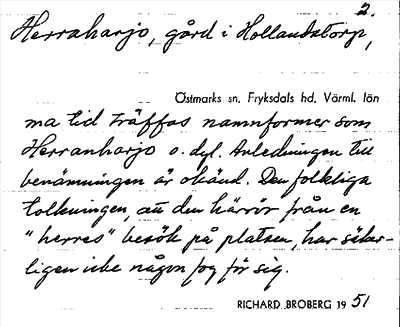 2.
Herraharjo, gård i Hollandstorp,
Östmarks sn, Fryksdals hd, Värml. län
ma tid träffas namnformer som
Herranharjo o. dyl. Anledningen till
benämningen är okänd. Den folkliga
tolkningen, att den härrör från en
"herres" besök på platsen, har säker-
ligen icke någon fog för sig.
RICHARD BROBERG 1951